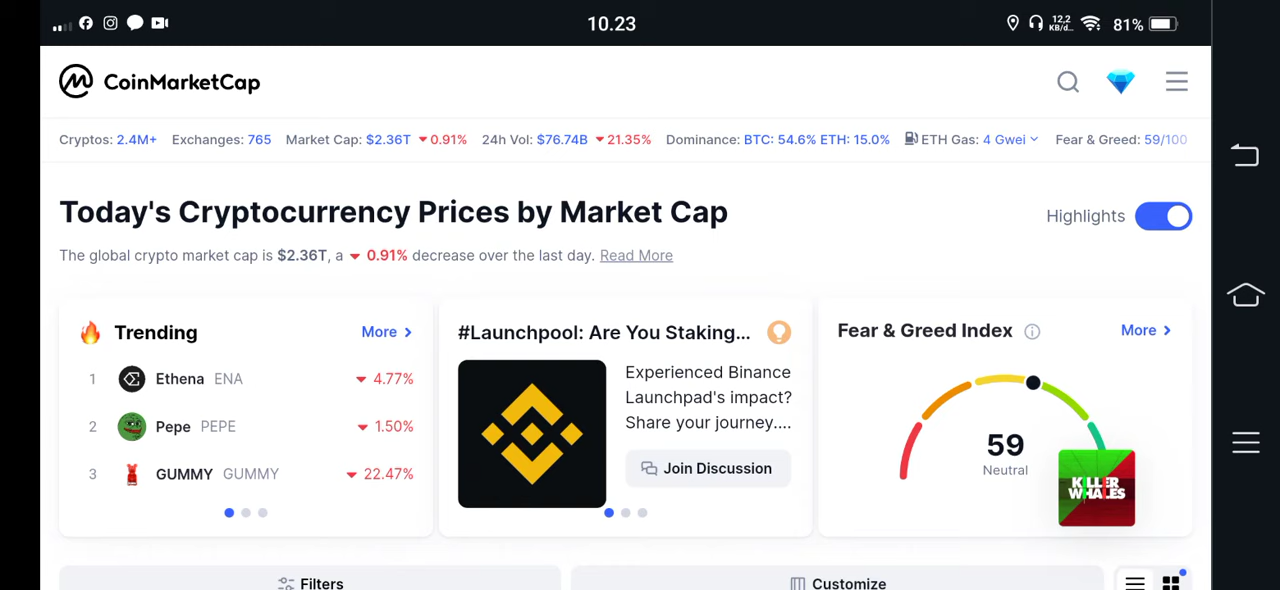 10.23
12,2
KB/d...
81%
CoinMarketCap
Cryptos: 2.4M+ Exchanges: 765 Market Cap: $2.36T 0.91% 24h Vol: $76.74B 21.35% Dominance: BTC: 54.6% ETH: 15.0% ETH Gas: 4 Gwei Fear & Greed: 59/100
Today's Cryptocurrency Prices by Market Cap
Highlights
The global crypto market cap is $2.36T, a 0.91% decrease over the last day. Read More
Trending
More
1 Ethena ENA 4.77%
2 Pepe PEPE 1.50%
3 GUMMY GUMMY 22.47%
#Launchpool: Are You Staking...
Experienced Binance
Launchpad's impact?
Share your journey....
Join Discussion
Fear & Greed Index
More
59
Neutral
KILLER
WHALES
Filters
Customize